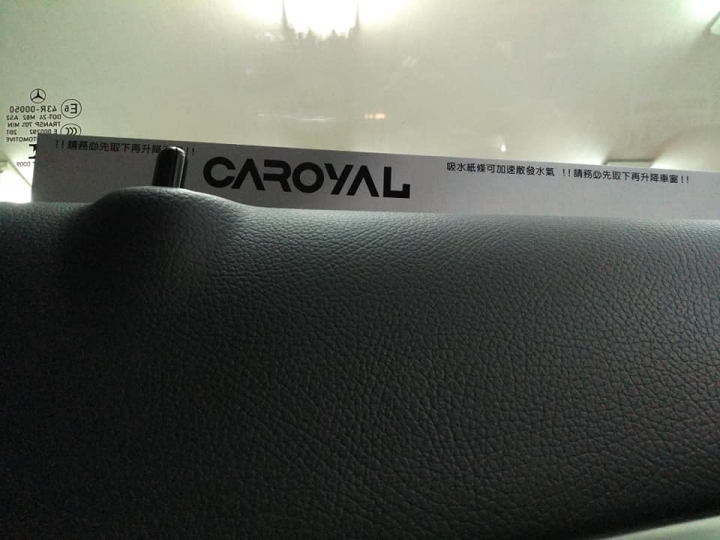 43R-00050
DOT-24 M82 AS2
TRANSP 70% MIN
E6
!!請務必先取下再升降
!!
CAROYAL
吸水紙條可加速散發水氣 !!請務必先取下再升降車窗!!